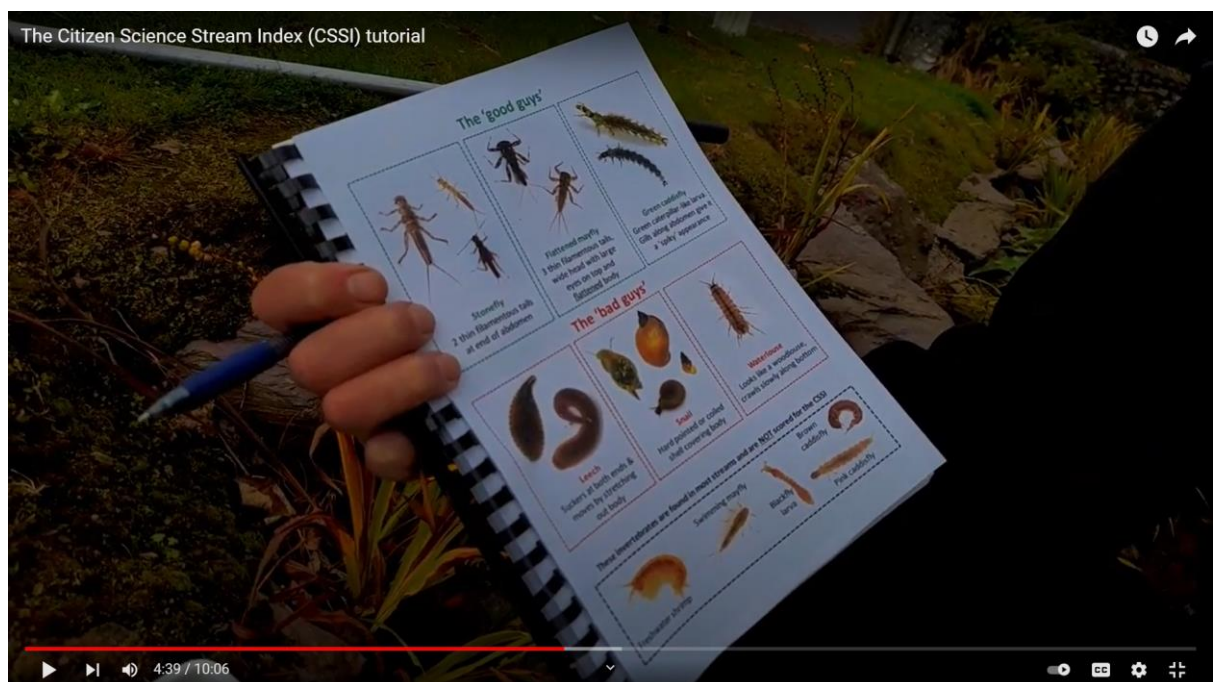 The Citizen Science Stream Index (CSSI) tutorial
The 'good guys'
Stonefly
2 thin filamentous tails
at end of abdomen
Flattened mayfly
3 thin filamentous tails,
wide head with large
eyes on top and
flattened body
Green caddisfly
Green caterpillar-like larva.
Gills along abdomen give it
a 'spiky' appearance
The 'bad guys'
Leech
Suckers at both ends &
moves by stretching
out body
Snail
Hard pointed or coiled
shell covering body
Waterlouse
Looks like a woodlouse,
crawls slowly along bottom
These invertebrates are found in most streams and are NOT scored for the CSSI
Freshwater shrimp
Swimming mayfly
Blackfly
larva
Pink caddisfly
Brown
caddisfly
4:39 / 10:06
CC